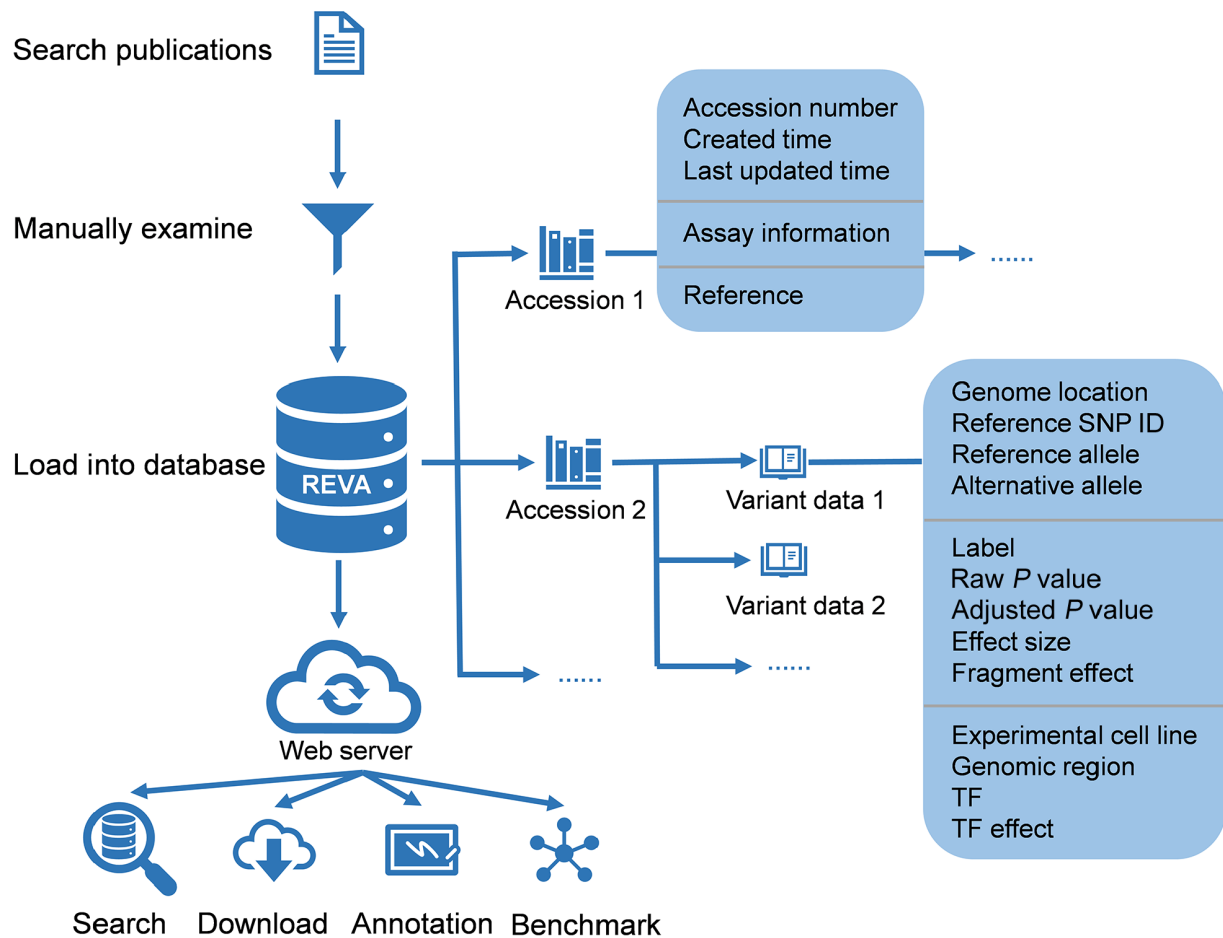 Search publications
Manually examine
Load into database
REVA
Accession 1
Accession number
Created time
Last updated time
Assay information
Reference
......
Accession 2
Variant data 1
Variant data 2
......
......
Genome location
Reference SNP ID
Reference allele
Alternative allele
Label
Raw P value
Adjusted P value
Effect size
Fragment effect
Experimental cell line
Genomic region
TF
TF effect
Web server
Search
Download
Annotation
Benchmark